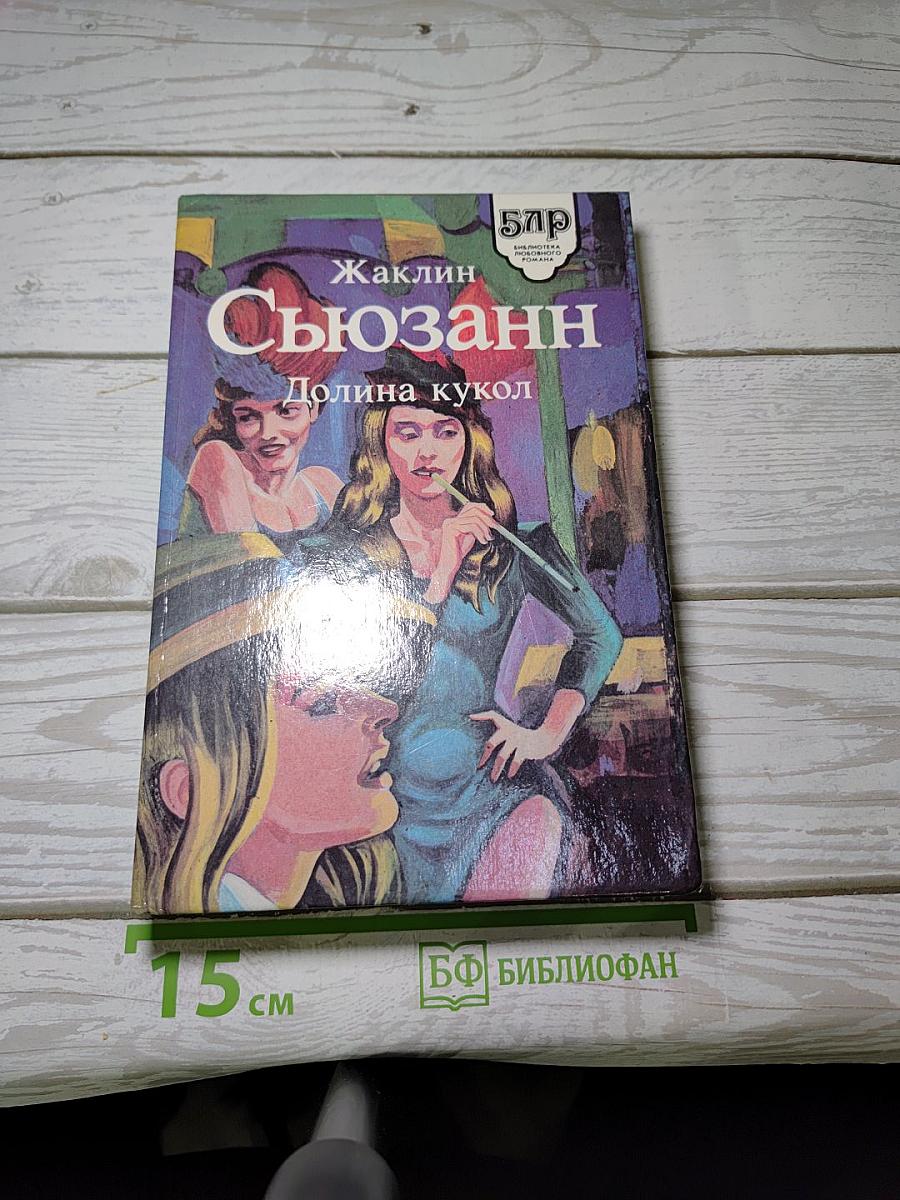 БЛР
БИБЛИОТЕКА
ЛЮБОВНОГО
РОМАНА
Жаклин
Сьюзанн
Долина кукол
15 см
БФ БИБЛИОФАН